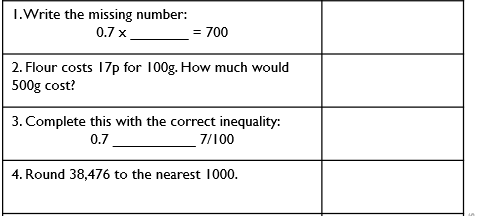 1. Write the missing number:
0.7 x ________ = 700
2. Flour costs 17p for 100g. How much would
500g cost?
3. Complete this with the correct inequality:
0.7 ____________ 7/100
4. Round 38,476 to the nearest 1000.